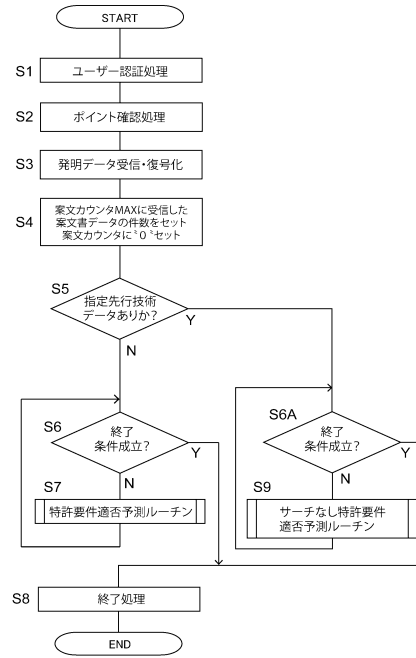 START
S1
ユーザー認証処理
S2
ポイント確認処理
S3
発明データ受信・復号化
S4
案文カウンタMAXに受信した
案文書データの件数をセット
案文カウンタに〝0〟セット
S5
指定先行技術
データありか?
Y
N
S6
終了
条件成立?
Y
N
S6A
終了
条件成立?
Y
N
S7
特許要件適否予測ルーチン
S9
サーチなし特許要件
適否予測ルーチン
S8
終了処理
END